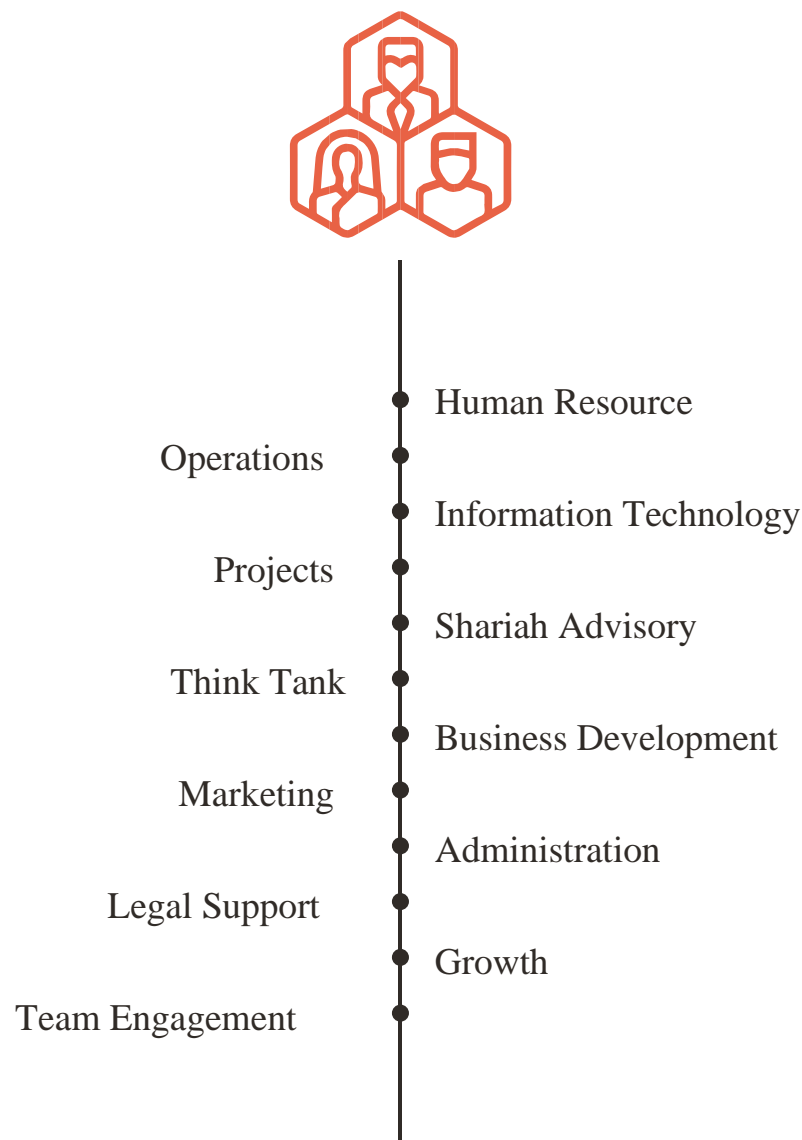 Human Resource
Operations
Information Technology
Projects
Shariah Advisory
Think Tank
Business Development
Marketing
Administration
Legal Support
Growth
Team Engagement